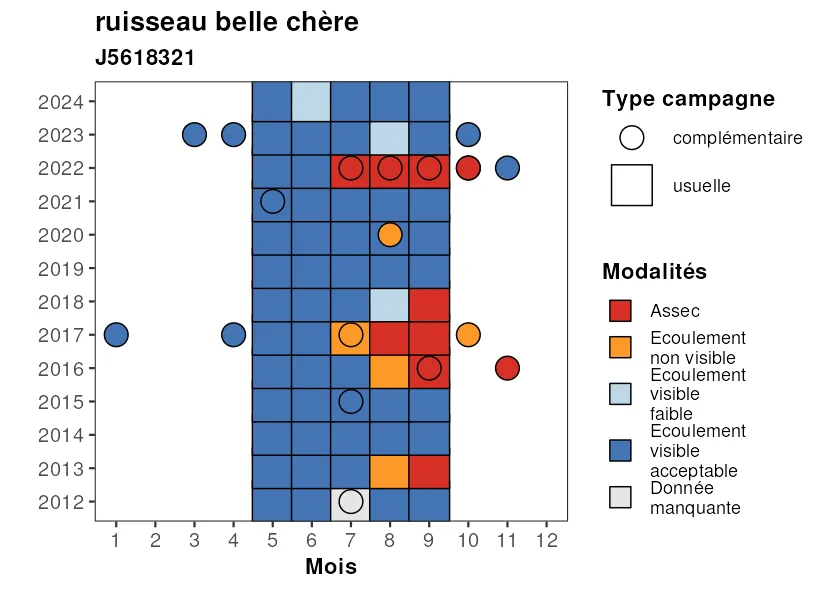 ruisseau belle chère
J5618321
2024
2023
2022
2021
2020
2019
2018
2017
2016
2015
2014
2013
2012
1 2 3 4 5 6 7 8 9 10 11 12
Mois
Type campagne
complémentaire
usuelle
Modalités
Assec
Ecoulement
non visible
Ecoulement
visible
faible
Ecoulement
visible
acceptable
Donnée
manquante